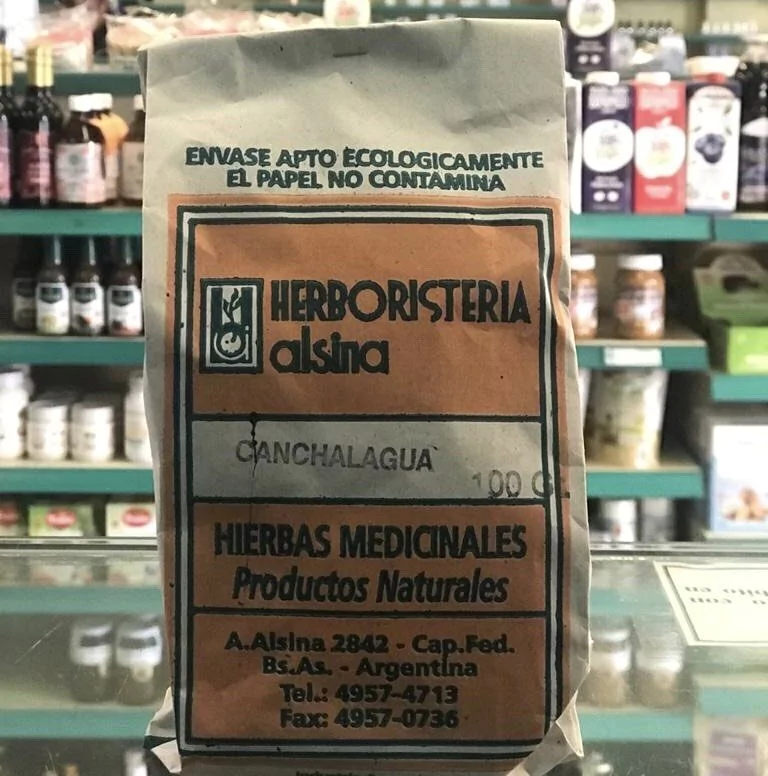 ENVASE APTO ECOLOGICAMENTE
EL PAPEL NO CONTAMINA
HERBORISTERIA
alsina
CANCHALAGUA
100 G
HIERBAS MEDICINALES
Productos Naturales
A.Alsina 2842 - Cap.Fed.
Bs.As. - Argentina
Tel.: 4957-4713
Fax: 4957-0736